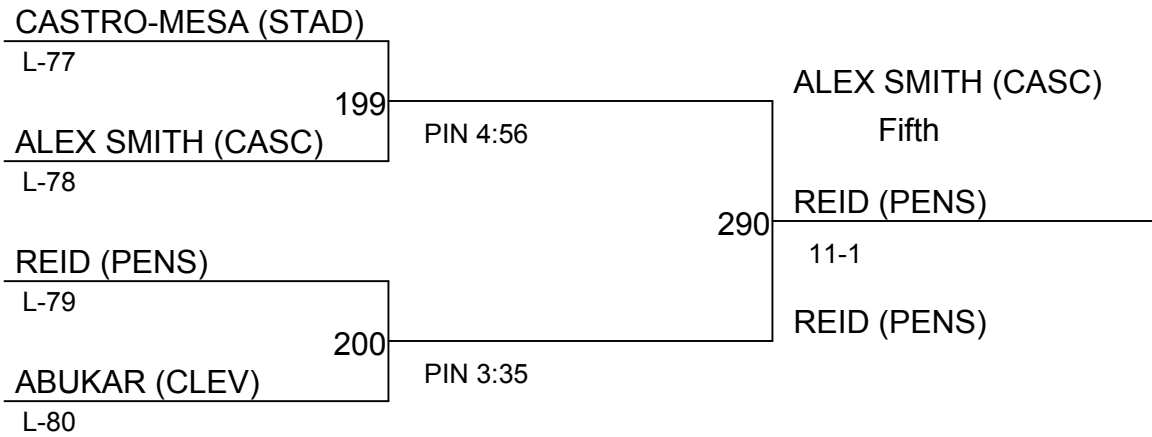 CASTRO-MESA (STAD)
L-77
199
ALEX SMITH (CASC)
L-78
PIN 4:56
REID (PENS)
L-79
200
ABUKAR (CLEV)
L-80
PIN 3:35
290
ALEX SMITH (CASC)
Fifth
REID (PENS)
11-1
REID (PENS)